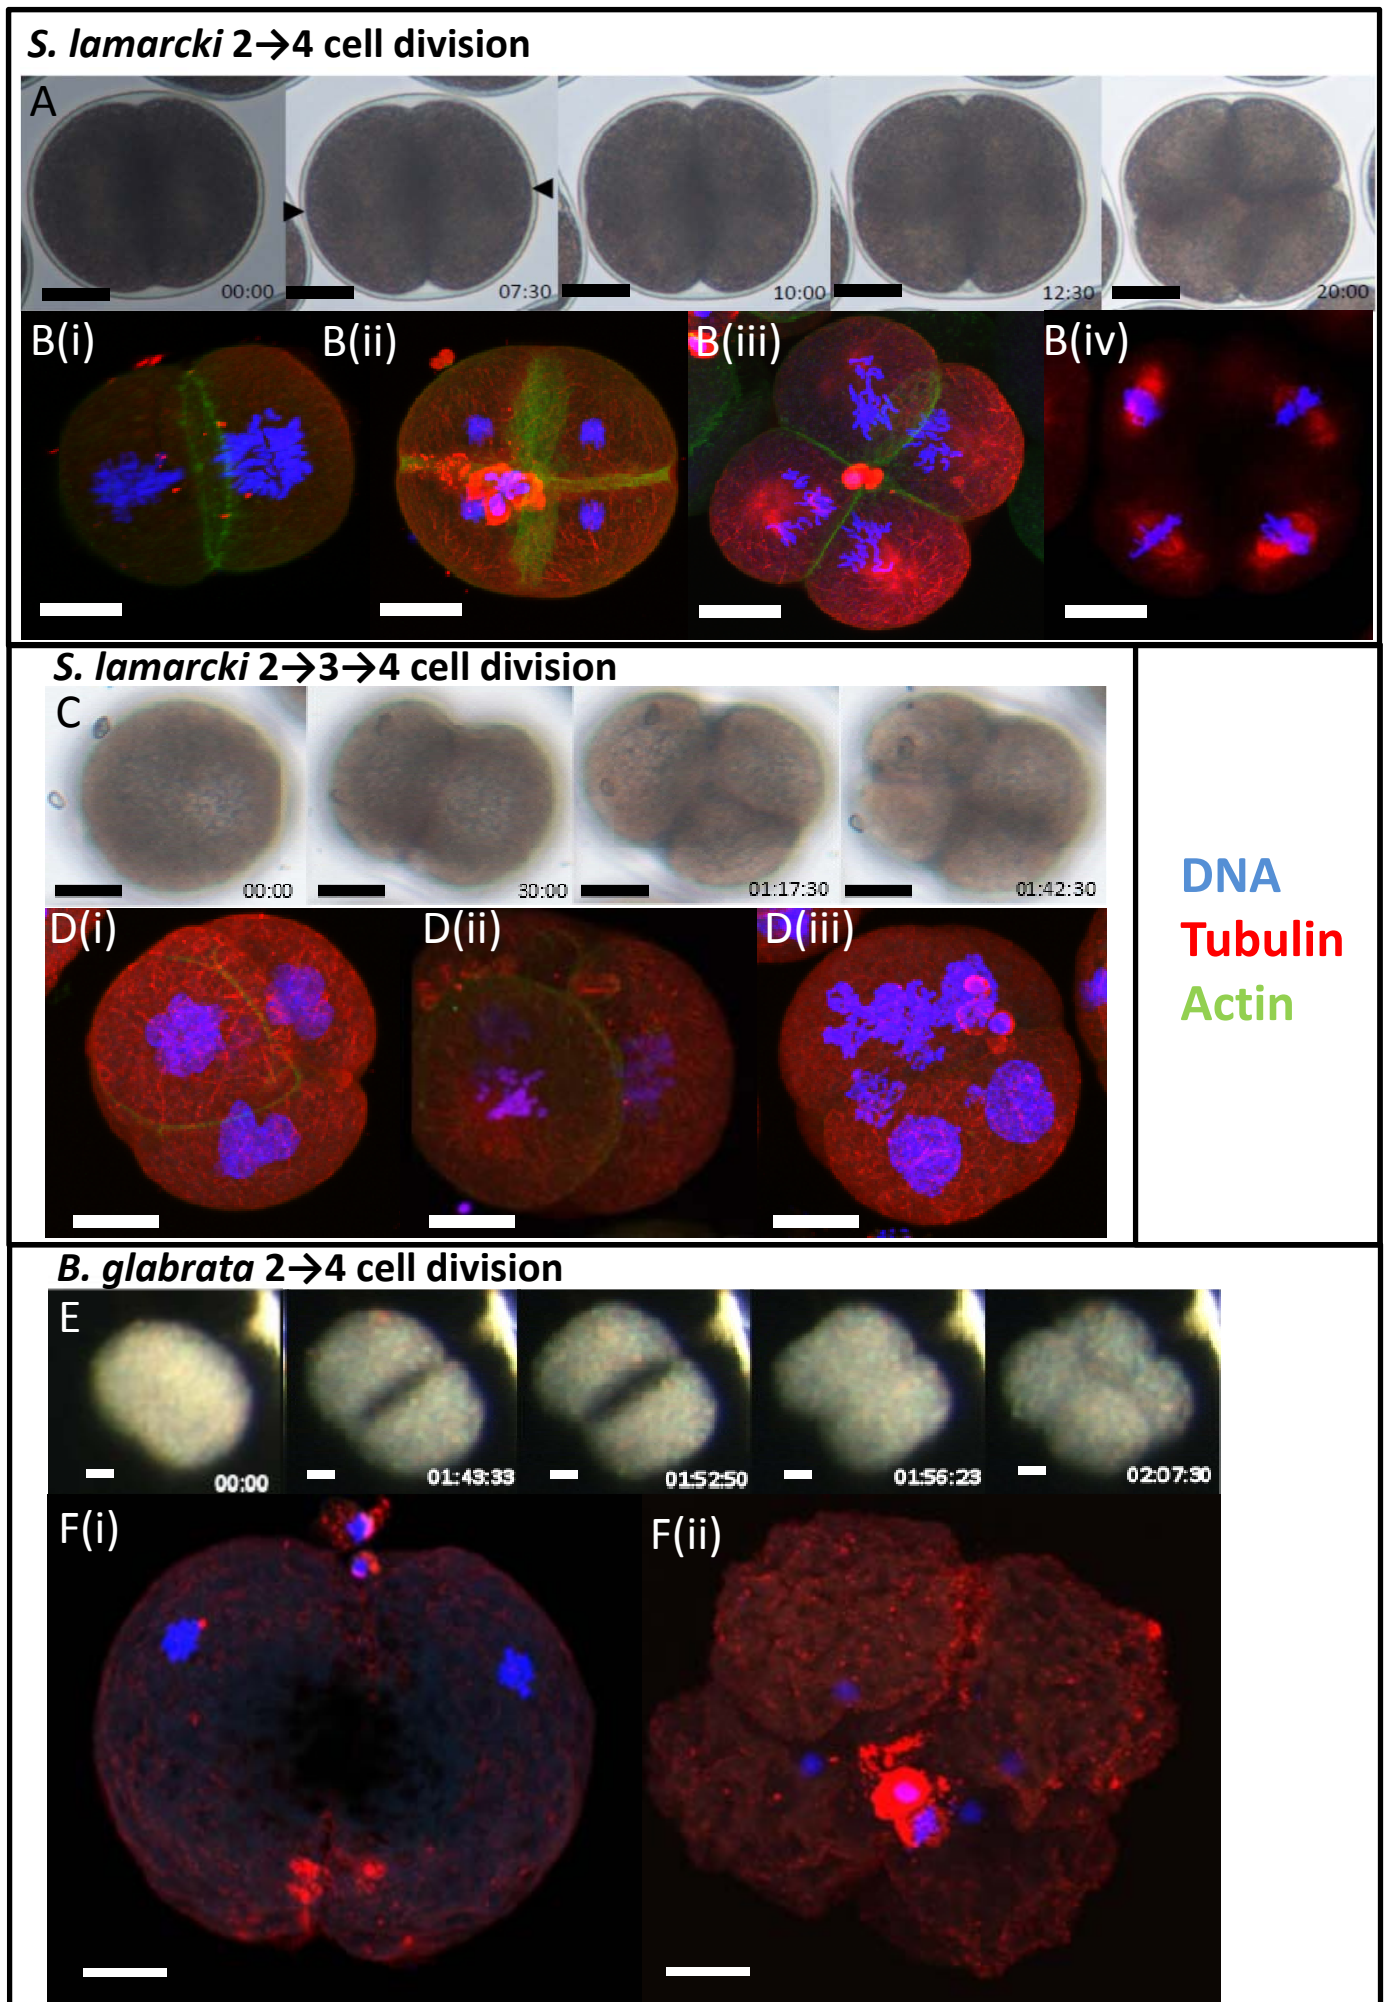 S. lamarcki 2→4 cell division
A
00:00
07:30
10:00
12:30
20:00
B(i)
B(ii)
B(iii)
B(iv)
S. lamarcki 2→3→4 cell division
C
00:00
30:00
01:17:30
01:42:30
D(i)
D(ii)
D(iii)
DNA
Tubulin
Actin
B. glabrata 2→4 cell division
E
00:00
01:43:33
01:52:50
01:56:23
02:07:30
F(i)
F(ii)